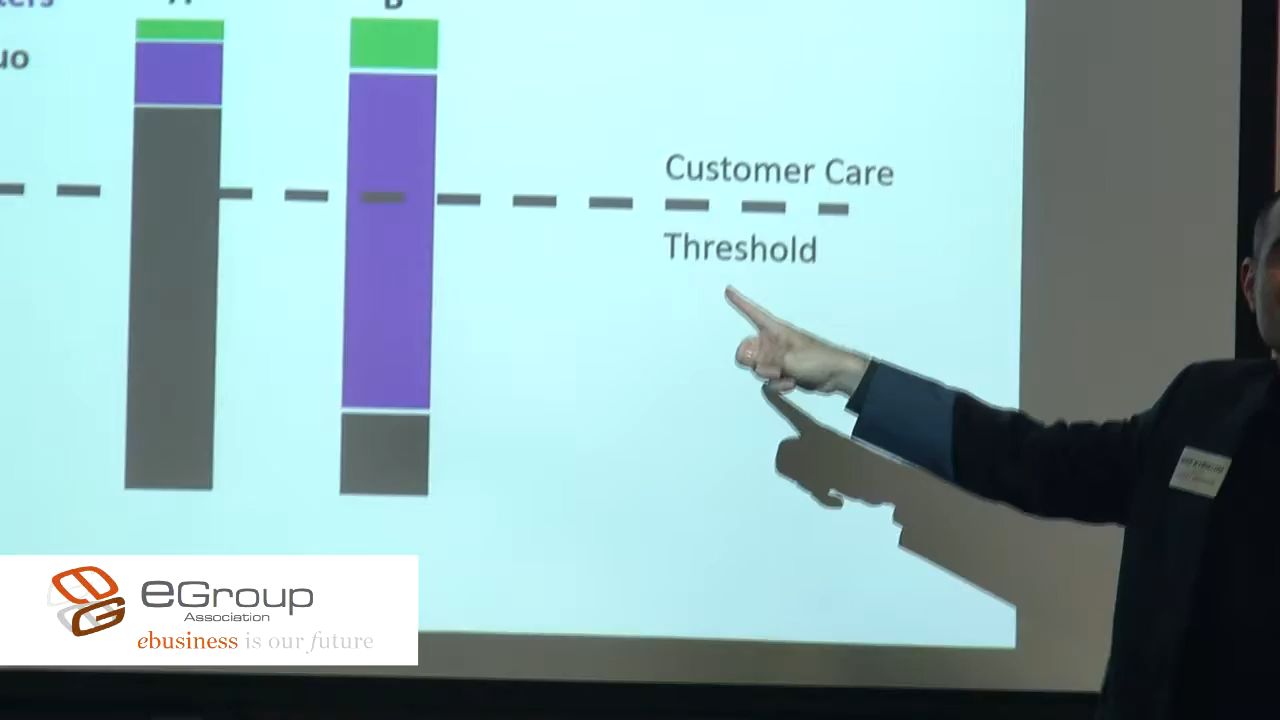 B
Customer Care
Threshold
eGroup
Association
ebusiness is our future